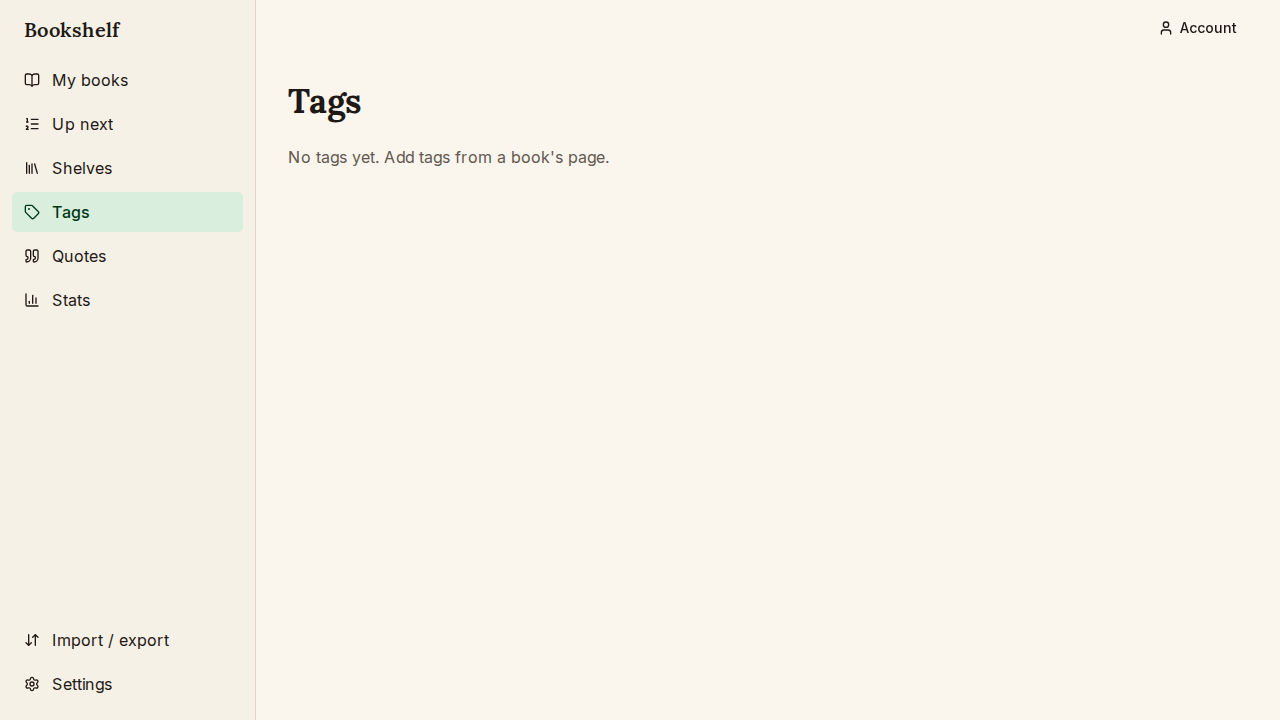 Bookshelf
My books
Up next
Shelves
Tags
Quotes
Stats
Import / export
Settings
Account
Tags
No tags yet. Add tags from a book's page.